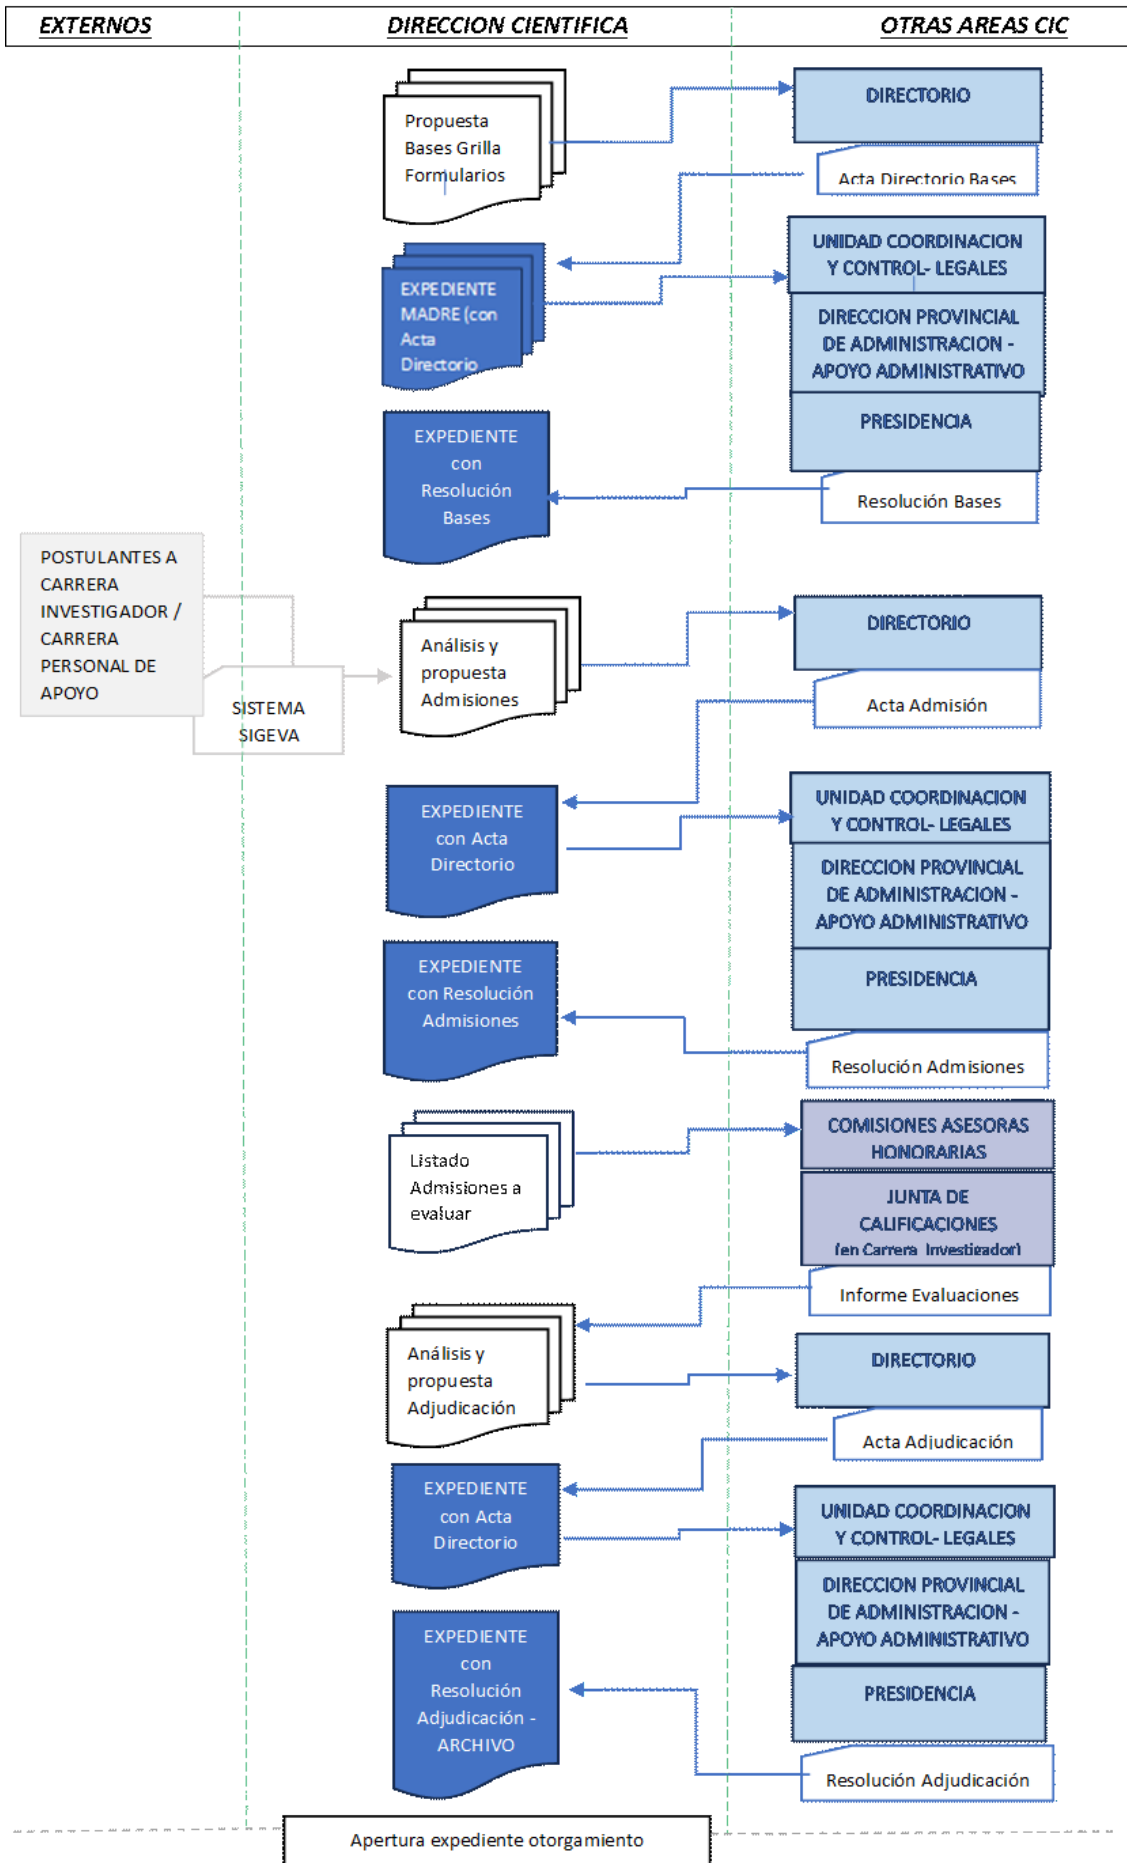 EXTERNOS
DIRECCION CIENTIFICA
OTRAS AREAS CIC
Propuesta
Bases Grilla
Formularios
DIRECTORIO
Acta Directorio Bases
EXPEDIENTE
MADRE (con
Acta
Directorio
UNIDAD COORDINACION
Y CONTROL- LEGALES
DIRECCION PROVINCIAL
DE ADMINISTRACION -
APOYO ADMINISTRATIVO
PRESIDENCIA
EXPEDIENTE
con
Resolución
Bases
Resolución Bases
POSTULANTES A
CARRERA
INVESTIGADOR /
CARRERA
PERSONAL DE
APOYO
SISTEMA
SIGEVA
Análisis y
propuesta
Admisiones
DIRECTORIO
Acta Admisión
EXPEDIENTE
con Acta
Directorio
UNIDAD COORDINACION
Y CONTROL- LEGALES
DIRECCION PROVINCIAL
DE ADMINISTRACION -
APOYO ADMINISTRATIVO
PRESIDENCIA
EXPEDIENTE
con Resolución
Admisiones
Resolución Admisiones
Listado
Admisiones a
evaluar
COMISIONES ASESORAS
HONORARIAS
JUNTA DE
CALIFICACIONES
(en Carrera Investigador)
Informe Evaluaciones
Análisis y
propuesta
Adjudicación
DIRECTORIO
Acta Adjudicación
EXPEDIENTE
con Acta
Directorio
UNIDAD COORDINACION
Y CONTROL- LEGALES
DIRECCION PROVINCIAL
DE ADMINISTRACION -
APOYO ADMINISTRATIVO
PRESIDENCIA
EXPEDIENTE
con
Resolución
Adjudicación -
ARCHIVO
Resolución Adjudicación
Apertura expediente otorgamiento